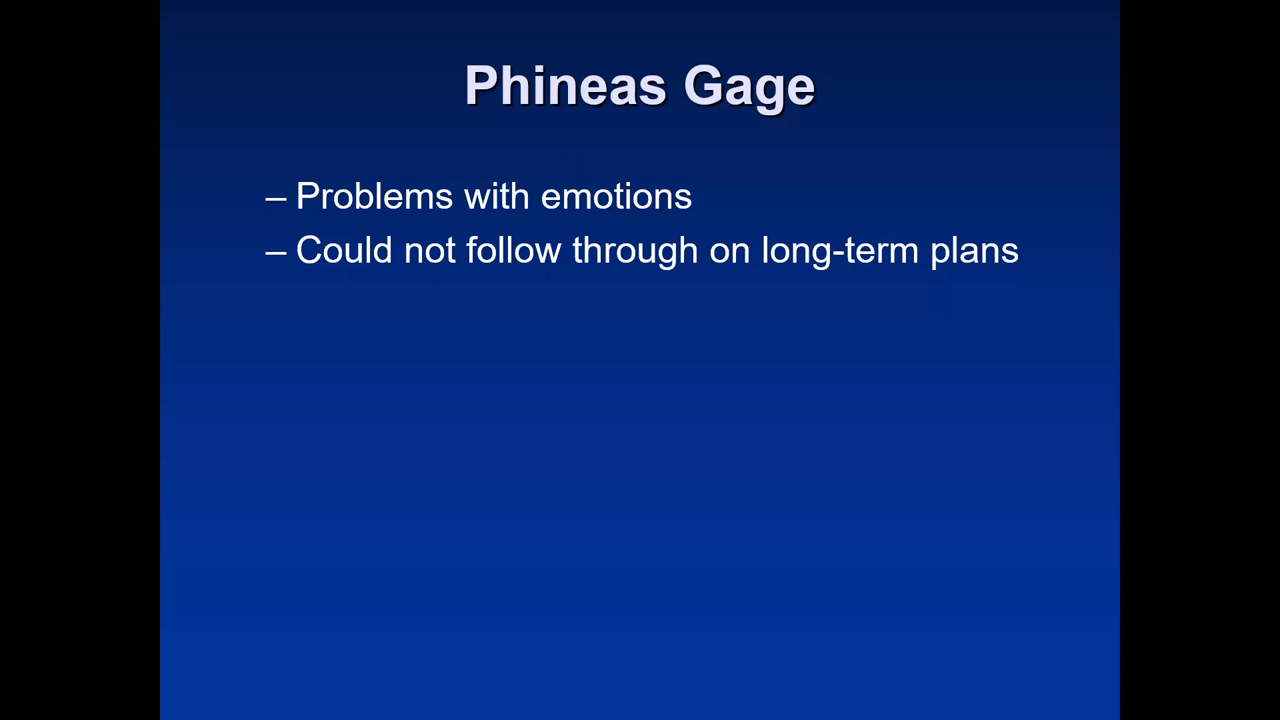 Phineas Gage
– Problems with emotions
– Could not follow through on long-term plans